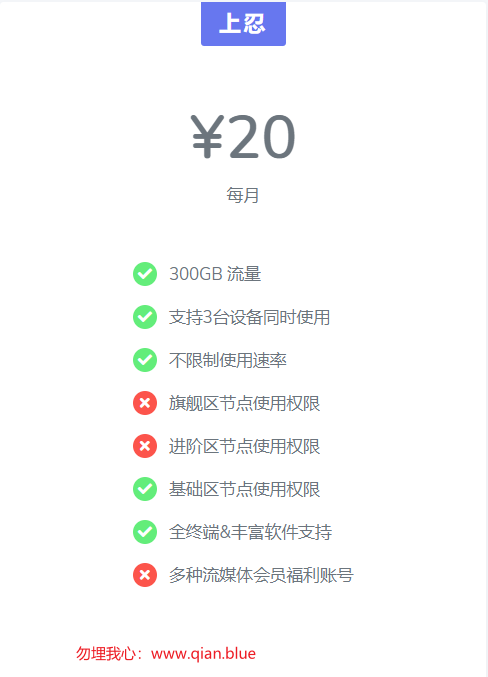 上忍
¥20
每月
300GB 流量
支持3台设备同时使用
不限制使用速率
旗舰区节点使用权限
进阶区节点使用权限
基础区节点使用权限
全终端&丰富软件支持
多种流媒体会员福利账号
勿埋我心：www.qian.blue